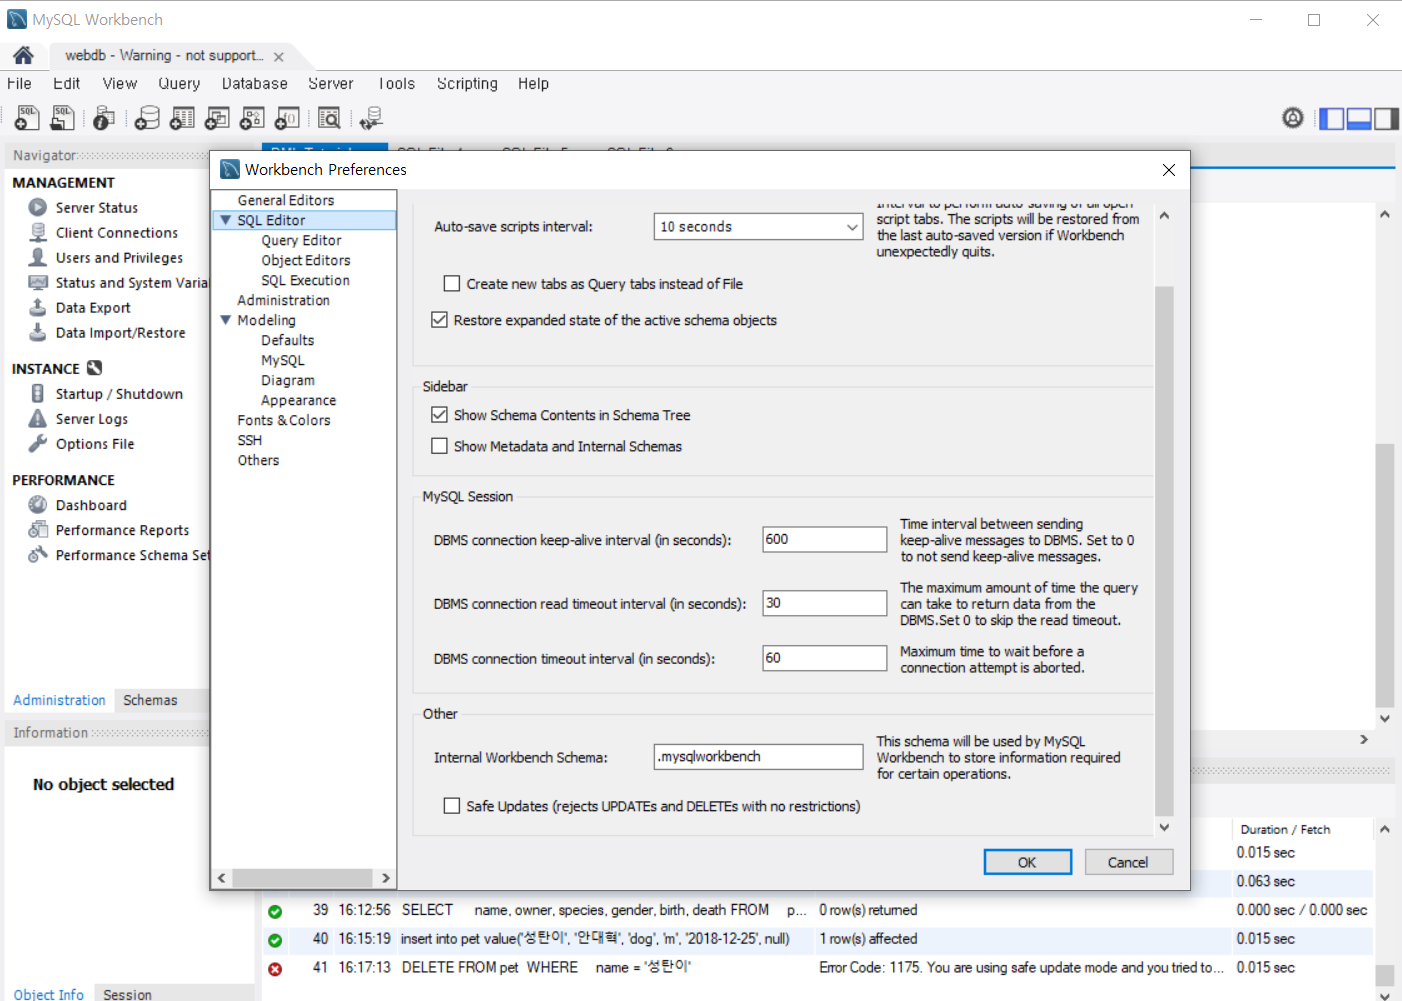 MySQL Workbench
webdb - Warning - not support...
File Edit View Query Database Server Tools Scripting Help
Navigator
MANAGEMENT
Server Status
Client Connections
Users and Privileges
Status and System Varia
Data Export
Data Import/Restore
INSTANCE
Startup / Shutdown
Server Logs
Options File
PERFORMANCE
Dashboard
Performance Reports
Performance Schema Set
Administration Schemas
Information
No object selected
Object Info Session
Workbench Preferences
General Editors
SQL Editor
Query Editor
Object Editors
SQL Execution
Administration
Modeling
Defaults
MySQL
Diagram
Appearance
Fonts & Colors
SSH
Others
Auto-save scripts interval: 10 seconds
Interval to perform auto-saving of all open
script tabs. The scripts will be restored from
the last auto-saved version if Workbench
unexpectedly quits.
Create new tabs as Query tabs instead of File
Restore expanded state of the active schema objects
Sidebar
Show Schema Contents in Schema Tree
Show Metadata and Internal Schemas
MySQL Session
DBMS connection keep-alive interval (in seconds): 600
Time interval between sending
keep-alive messages to DBMS. Set to 0
to not send keep-alive messages.
DBMS connection read timeout interval (in seconds): 30
The maximum amount of time the query
can take to return data from the
DBMS.Set 0 to skip the read timeout.
DBMS connection timeout interval (in seconds): 60
Maximum time to wait before a
connection attempt is aborted.
Other
Internal Workbench Schema: .mysqlworkbench
This schema will be used by MySQL
Workbench to store information required
for certain operations.
Safe Updates (rejects UPDATEs and DELETEs with no restrictions)
OK Cancel
Duration / Fetch
0.015 sec
0.063 sec
39 16:12:56 SELECT name, owner, species, gender, birth, death FROM p... 0 row(s) returned 0.000 sec / 0.000 sec
40 16:15:19 insert into pet value('성탄이', '안대혁', 'dog', 'm', '2018-12-25', null) 1 row(s) affected 0.015 sec
41 16:17:13 DELETE FROM pet WHERE name = '성탄이' Error Code: 1175. You are using safe update mode and you tried to... 0.015 sec